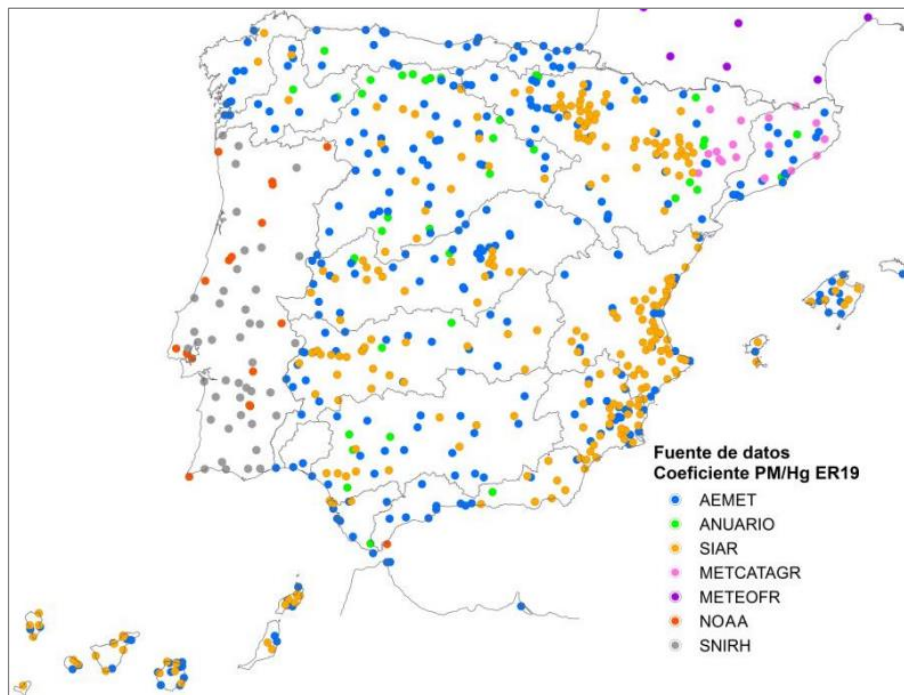 Fuente de datos
Coeficiente PM/Hg ER19
AEMET
ANUARIO
SIAR
METCATAGR
METEOFR
NOAA
SNIRH